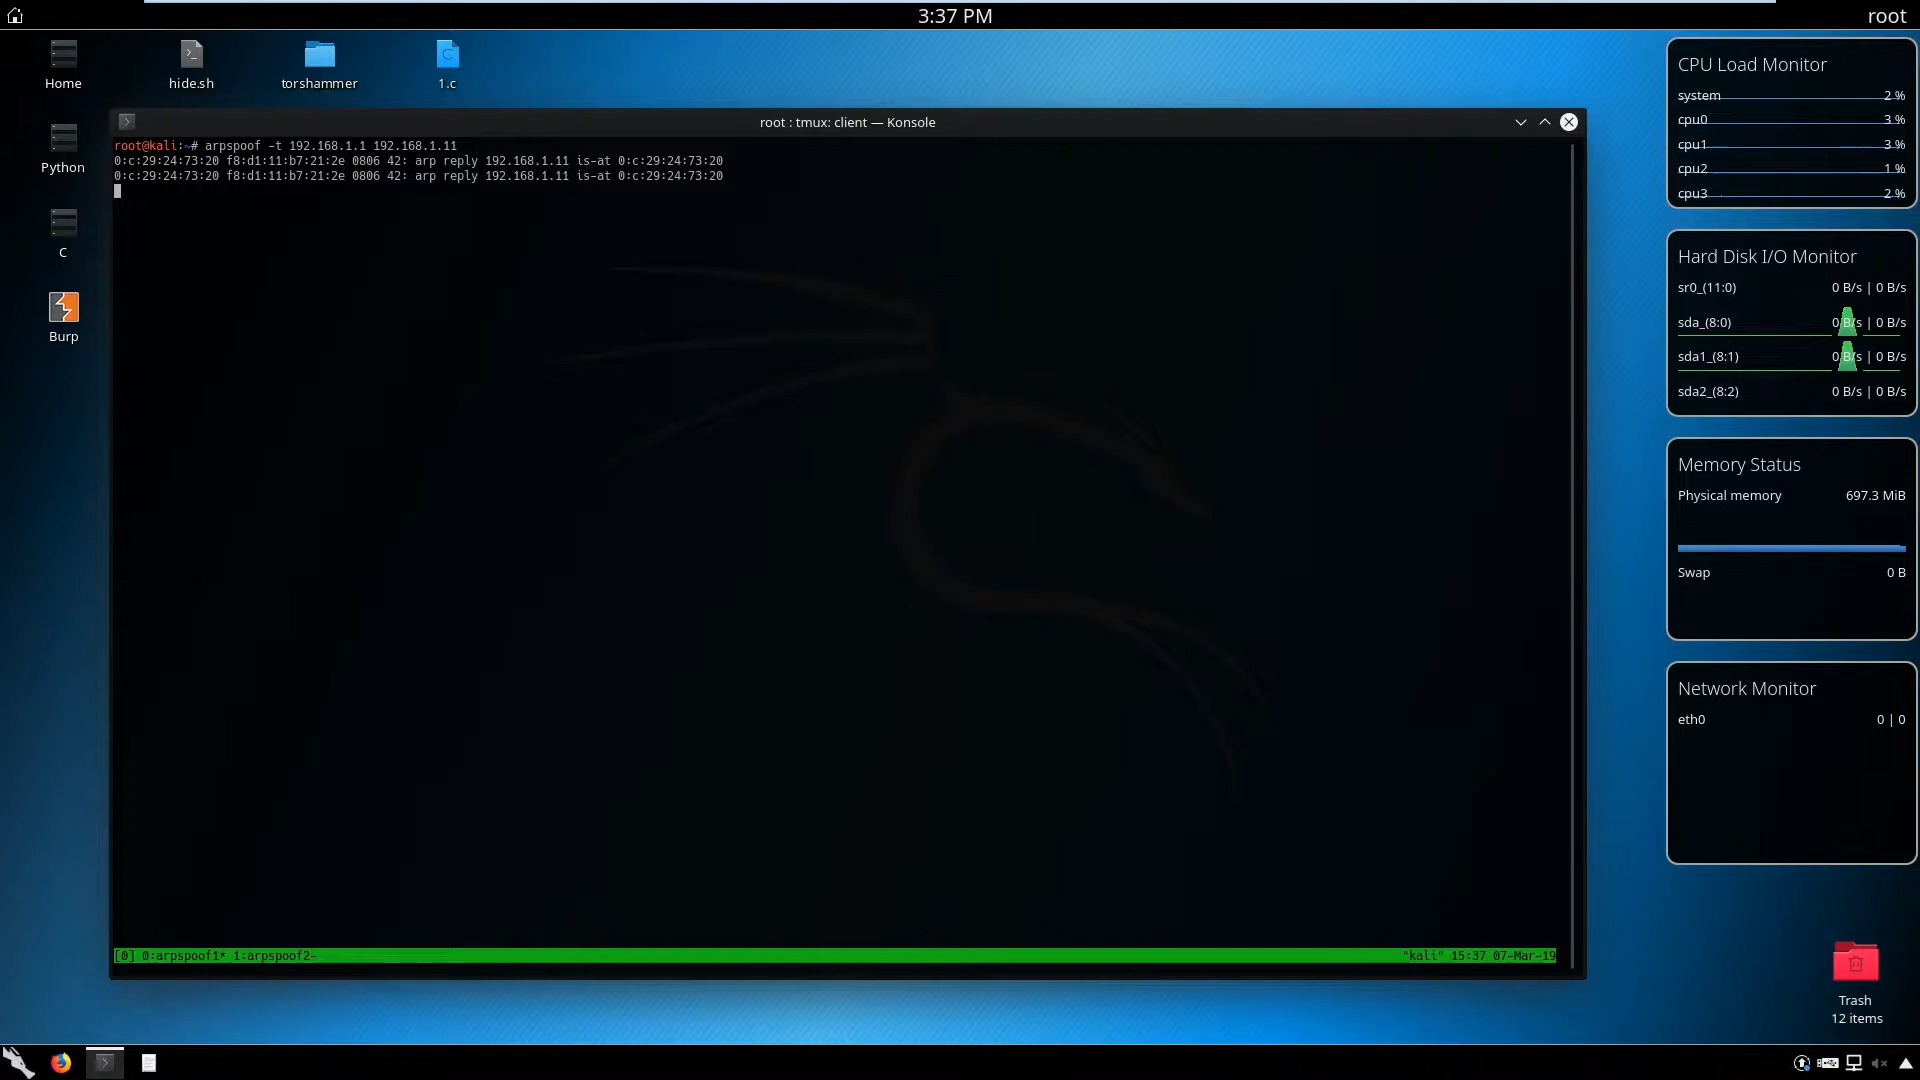 3:37 PM
root
Home
hide.sh
torshammer
1.c
Python
C
Burp
root : tmux: client — Konsole
root@kali:~# arpspoof -t 192.168.1.1 192.168.1.11
0:c:29:24:73:20 f8:d1:11:b7:21:2e 0806 42: arp reply 192.168.1.11 is-at 0:c:29:24:73:20
0:c:29:24:73:20 f8:d1:11:b7:21:2e 0806 42: arp reply 192.168.1.11 is-at 0:c:29:24:73:20
[0] 0:arpspoof1* 1:arpspoof2- "kali" 15:37 07-Mar-19
CPU Load Monitor
system 2 %
cpu0 3 %
cpu1 3 %
cpu2 1 %
cpu3 2 %
Hard Disk I/O Monitor
sr0_(11:0) 0 B/s | 0 B/s
sda_(8:0) 0 B/s | 0 B/s
sda1_(8:1) 0 B/s | 0 B/s
sda2_(8:2) 0 B/s | 0 B/s
Memory Status
Physical memory 697.3 MiB
Swap 0 B
Network Monitor
eth0 0 | 0
Trash
12 items